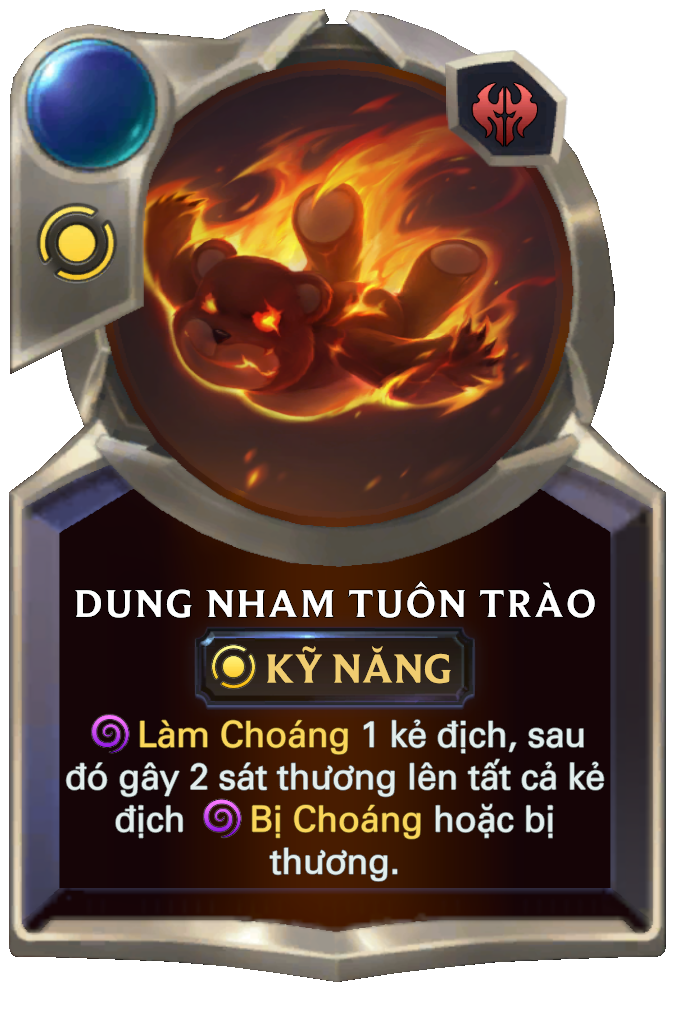 DUNG NHAM TUÔN TRÀO
KỸ NĂNG
Làm Choáng 1 kẻ địch, sau
đó gây 2 sát thương lên tất cả kẻ
địch Bị Choáng hoặc bị
thương.